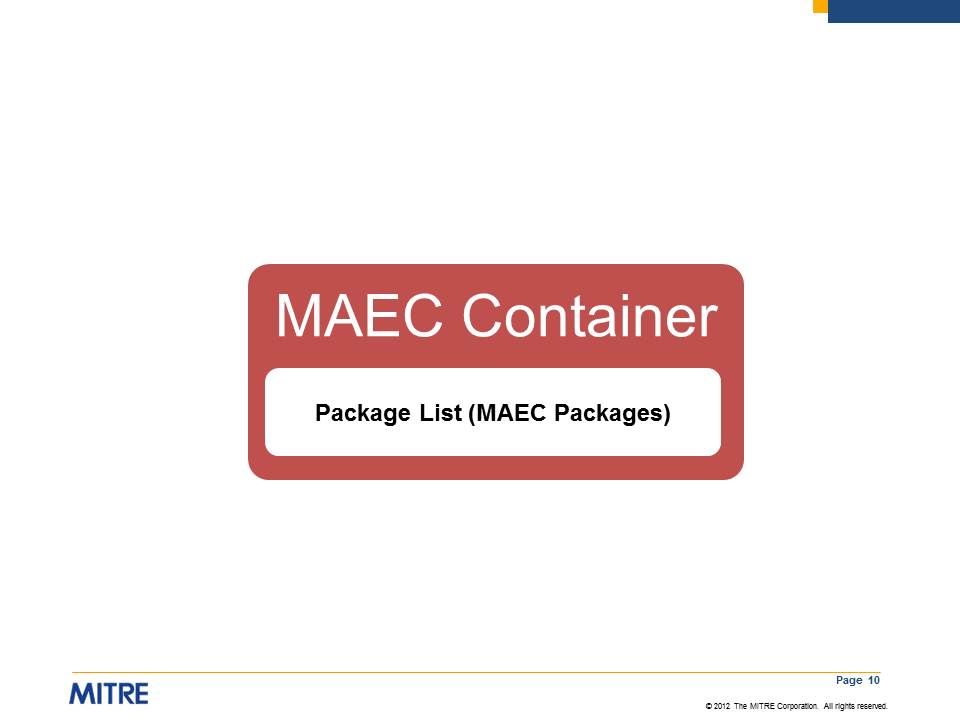 MAEC Container
Package List (MAEC Packages)
Page 10
MITRE
© 2012 The MITRE Corporation. All rights reserved.